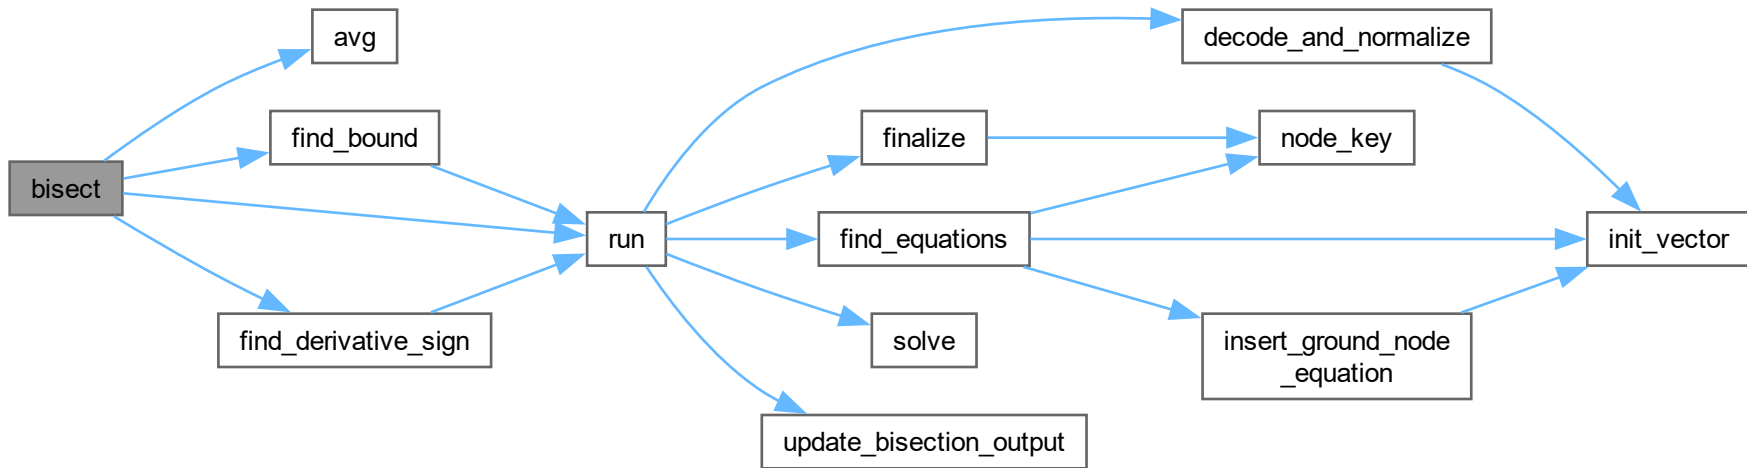 avg
decode_and_normalize
find_bound
finalize
node_key
bisect
run
find_equations
init_vector
find_derivative_sign
solve
insert_ground_node
_equation
update_bisection_output